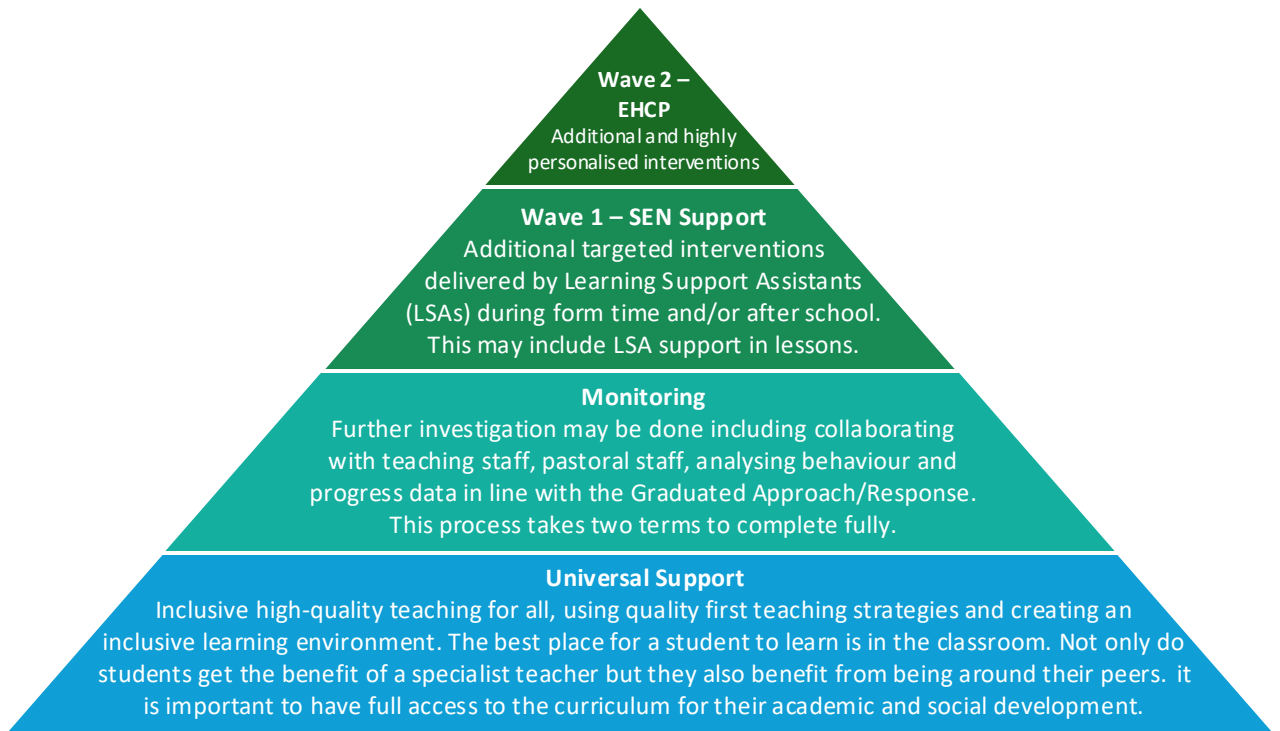 Wave 2 –
EHCP
Additional and highly
personalised interventions
Wave 1 – SEN Support
Additional targeted interventions
delivered by Learning Support Assistants
(LSAs) during form time and/or after school.
This may include LSA support in lessons.
Monitoring
Further investigation may be done including collaborating
with teaching staff, pastoral staff, analysing behaviour and
progress data in line with the Graduated Approach/Response.
This process takes two terms to complete fully.
Universal Support
Inclusive high-quality teaching for all, using quality first teaching strategies and creating an
inclusive learning environment. The best place for a student to learn is in the classroom. Not only do
students get the benefit of a specialist teacher but they also benefit from being around their peers. it
is important to have full access to the curriculum for their academic and social development.